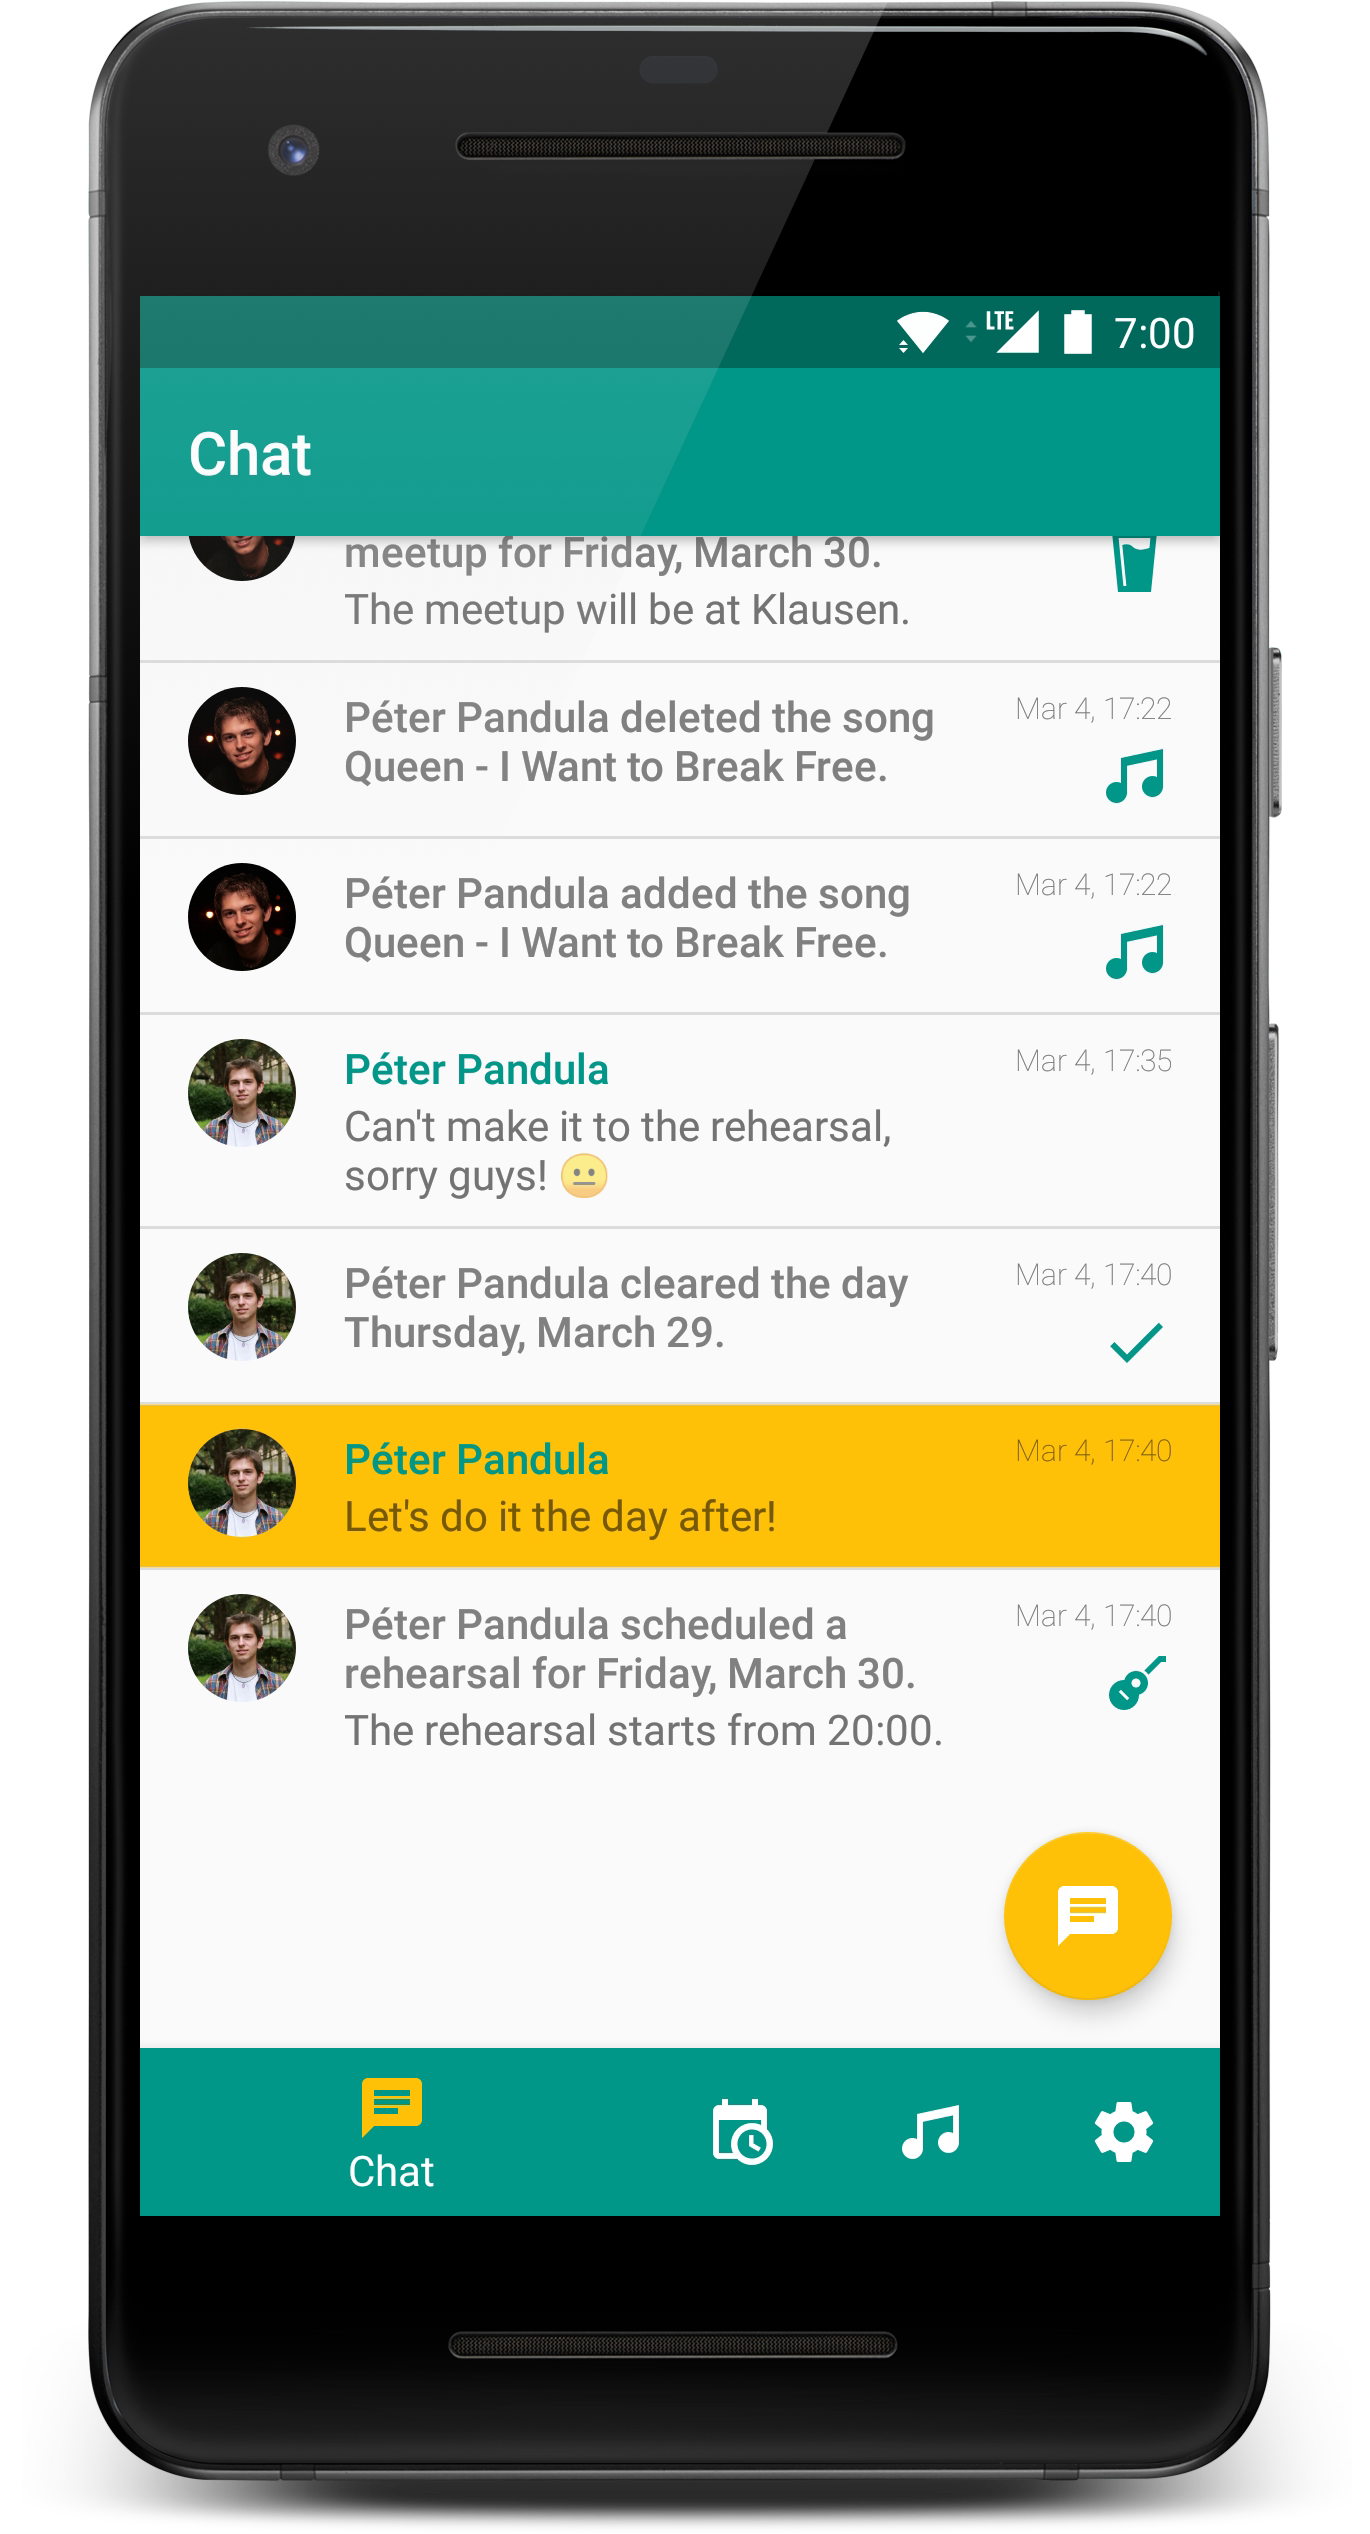 LTE 7:00
Chat
meetup for Friday, March 30.
The meetup will be at Klausen.
Péter Pandula deleted the song
Queen - I Want to Break Free.
Mar 4, 17:22
Péter Pandula added the song
Queen - I Want to Break Free.
Mar 4, 17:22
Péter Pandula
Mar 4, 17:35
Can't make it to the rehearsal,
sorry guys! 😐
Péter Pandula cleared the day
Thursday, March 29.
Mar 4, 17:40
Péter Pandula
Mar 4, 17:40
Let's do it the day after!
Péter Pandula scheduled a
rehearsal for Friday, March 30.
Mar 4, 17:40
The rehearsal starts from 20:00.
Chat